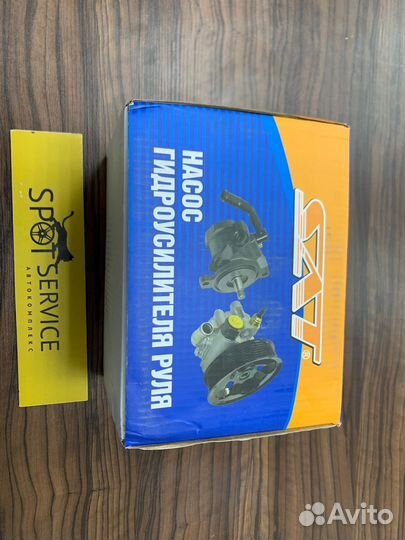 SPOT SERVICE
АВТОКОМПЛЕКС
SAT®
НАСОС
ГИДРОУСИЛИТЕЛЯ РУЛЯ
Avito